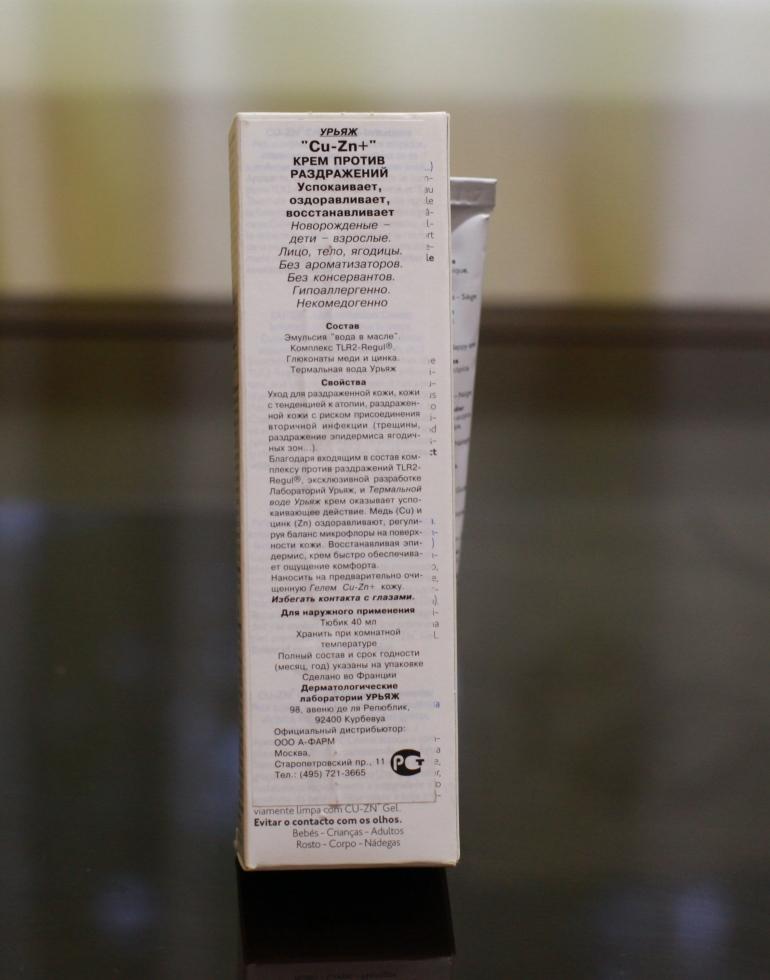 УРЬЯЖ
"Cu-Zn+"
КРЕМ ПРОТИВ
РАЗДРАЖЕНИЙ
Успокаивает,
оздоравливает,
восстанавливает
Новорожденые –
дети – взрослые.
Лицо, тело, ягодицы.
Без ароматизаторов.
Без консервантов.
Гипоаллергенно.
Некомедогенно
Состав
Эмульсия "вода в масле".
Комплекс TLR2-Regul®.
Глюконаты меди и цинка.
Термальная вода Урьяж
Свойства
Уход для раздраженной кожи, кожи
с тенденцией к атопии, раздражен-
ной кожи с риском присоединения
вторичной инфекции (трещины,
раздражение эпидермиса ягодич-
ных зон...).
Благодаря входящим в состав ком-
плексу против раздражений TLR2-
Regul®, эксклюзивной разработке
Лабораторий Урьяж, и Термальной
воде Урьяж крем оказывает успо-
каивающее действие. Медь (Cu) и
цинк (Zn) оздоравливают, регули-
руя баланс микрофлоры на поверх-
ности кожи. Восстанавливая эпи-
дермис, крем быстро обеспечива-
ет ощущение комфорта.
Наносить на предварительно очи-
щенную Гелем Cu-Zn+ кожу.
Избегать контакта с глазами.
Для наружного применения
Тюбик 40 мл
Хранить при комнатной
температуре
Полный состав и срок годности
(месяц, год) указаны на упаковке
Сделано во Франции
Дерматологические
лаборатории УРЬЯЖ
98, авеню де ля Репюблик,
92400 Курбевуа
Официальный дистрибьютор:
ООО А-ФАРМ
Москва,
Старопетровский пр., 11
Тел.: (495) 721-3665
РСТ
viamente limpa com CU-ZN⁺ Gel.
Evitar o contacto com os olhos.
Bebés - Crianças - Adultos
Rosto - Corpo - Nádegas